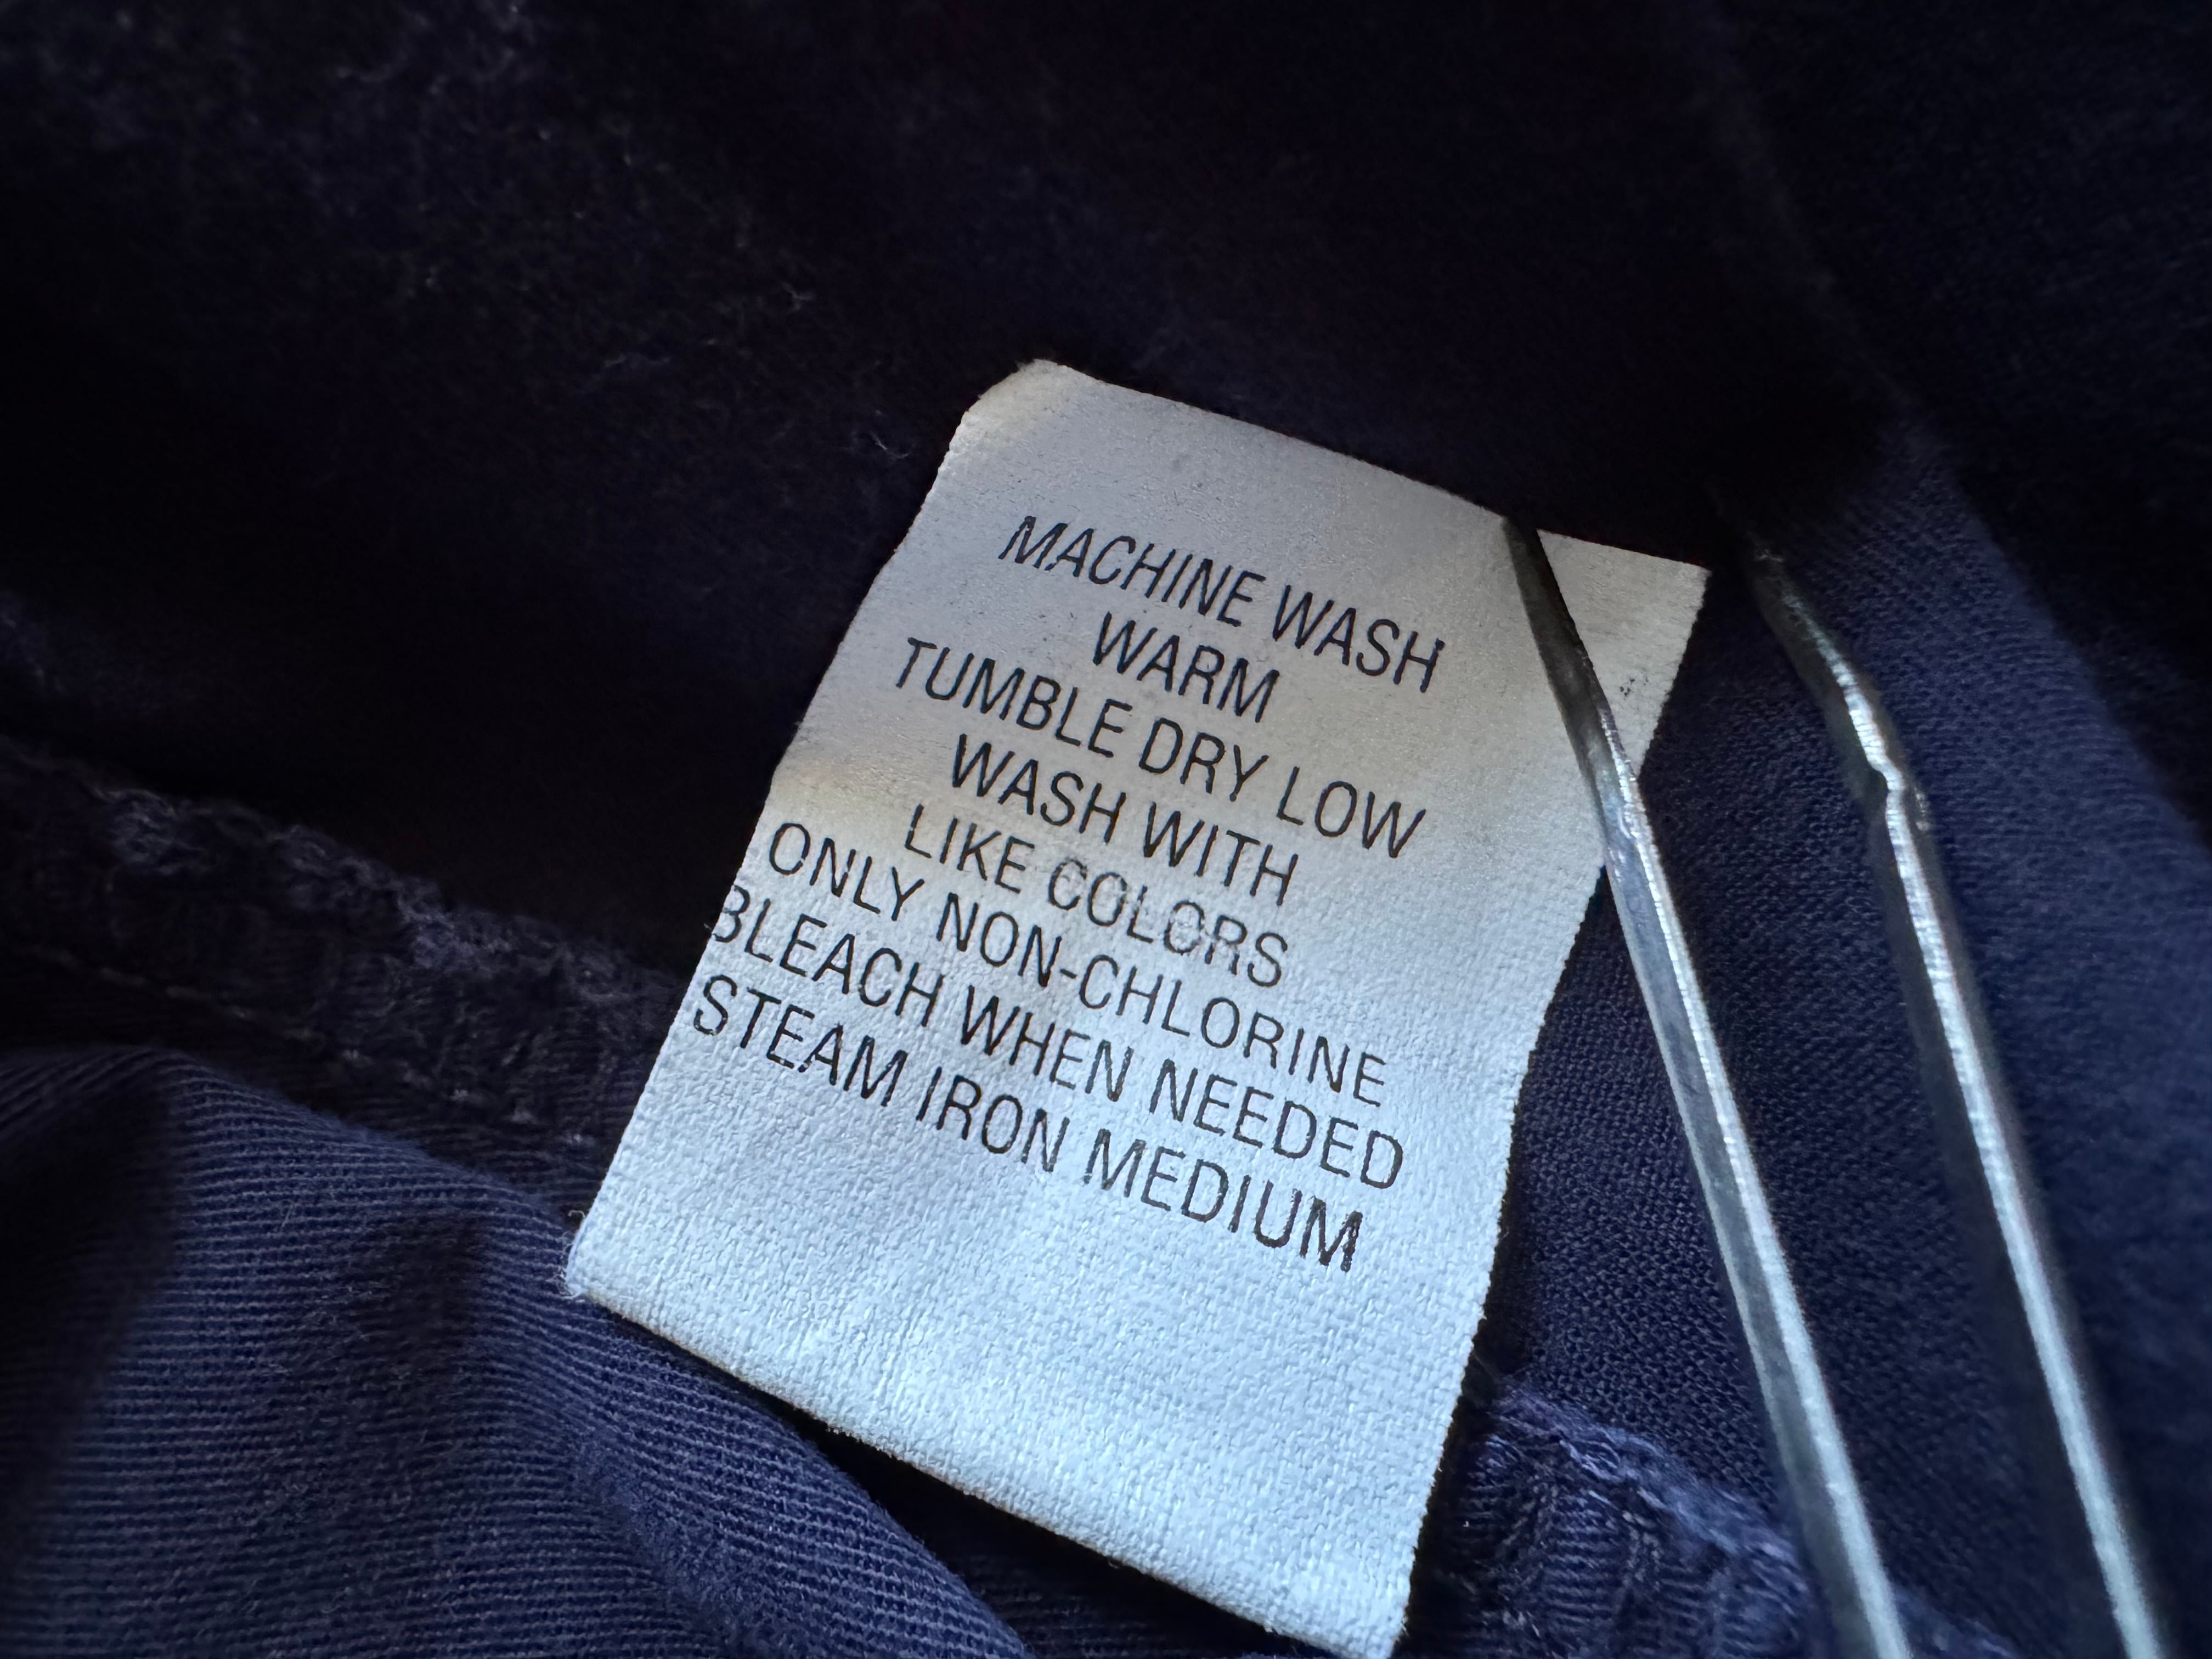 MACHINE WASH
WARM
TUMBLE DRY LOW
WASH WITH
LIKE COLORS
ONLY NON-CHLORINE
BLEACH WHEN NEEDED
STEAM IRON MEDIUM